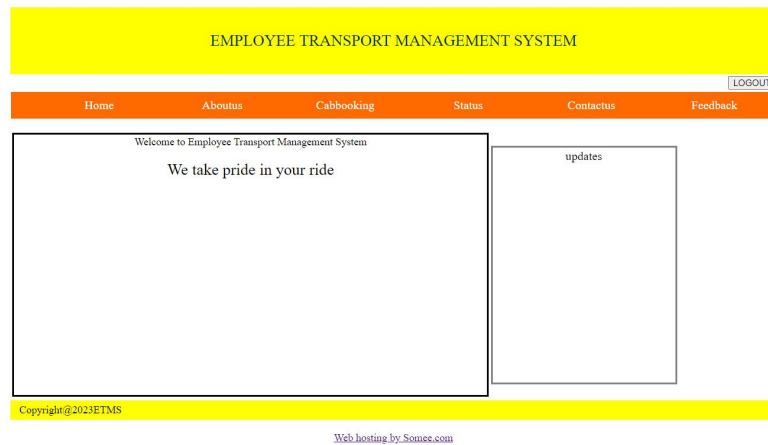 EMPLOYEE TRANSPORT MANAGEMENT SYSTEM
LOGOUT
Home Aboutus Cabbooking Status Contactus Feedback
Welcome to Employee Transport Management System
We take pride in your ride
updates
Copyright@2023ETMS
Web hosting by Somee.com